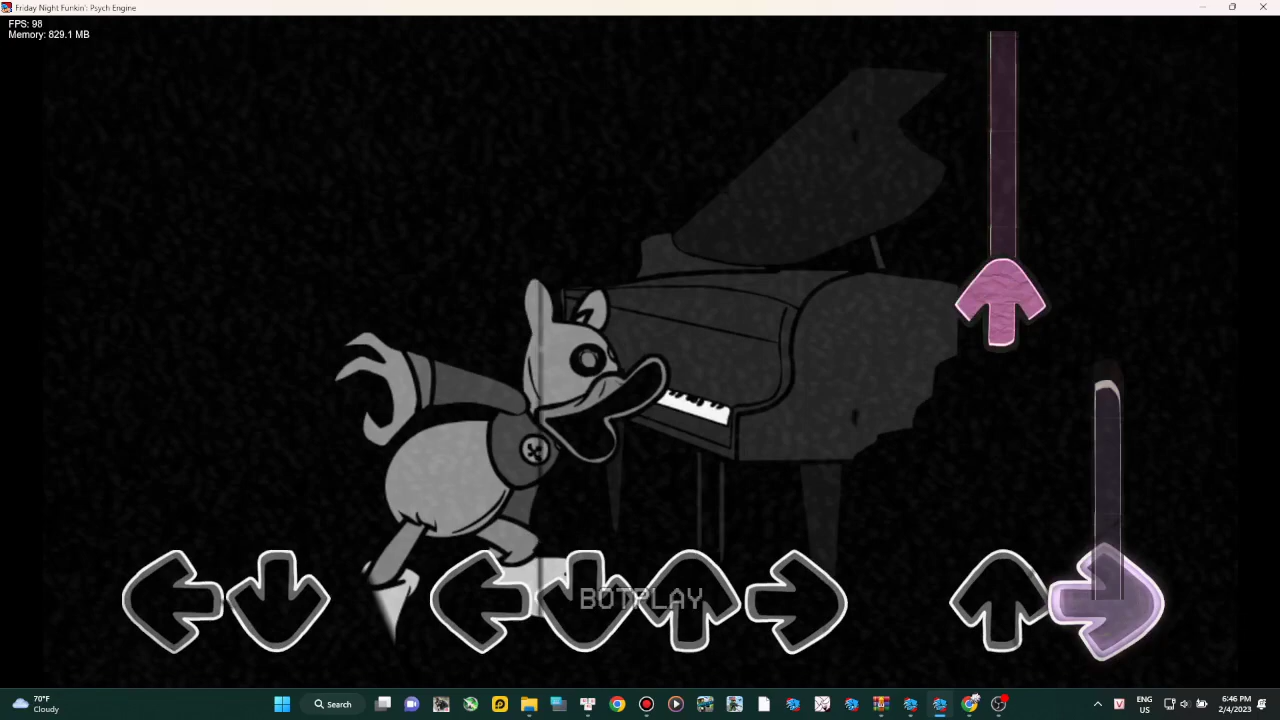 Friday Night Funkin': Psych Engine
FPS: 98
Memory: 829.1 MB
BOTPLAY
70°F
Cloudy
Search
ENG
US
6:46 PM
2/4/2023